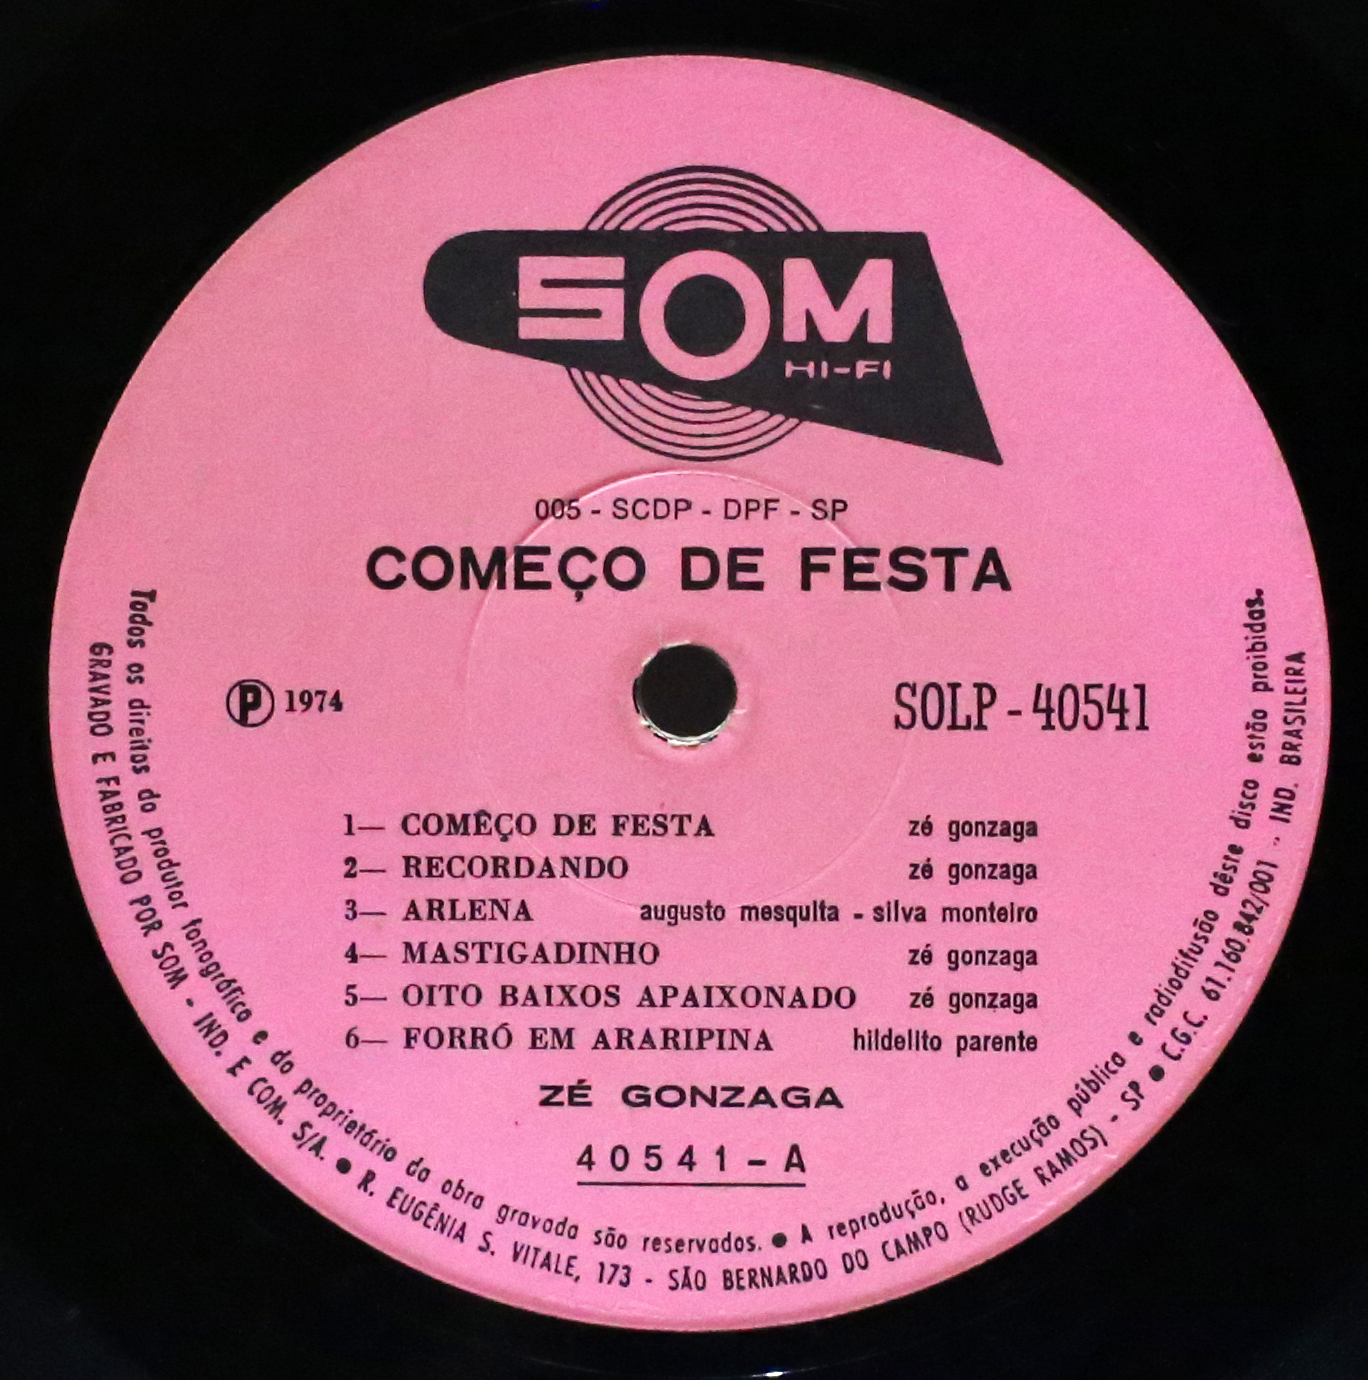 SOM
HI-FI
005 - SCDP - DPF - SP
COMEÇO DE FESTA
Ⓟ 1974
SOLP - 40541
1— COMÊÇO DE FESTA zé gonzaga
2— RECORDANDO zé gonzaga
3— ARLENA augusto mesquita - silva monteiro
4— MASTIGADINHO zé gonzaga
5— OITO BAIXOS APAIXONADO zé gonzaga
6— FORRÓ EM ARARIPINA hildelito parente
ZÉ GONZAGA
40541-A
Todos os direitos do produtor fonográfico e do proprietário da obra gravada são reservados. ● A reprodução, a execução pública e radiodifusão dêste disco estão proibidas.
GRAVADO E FABRICADO POR SOM - IND. E COM. S/A. ● R. EUGÊNIA S. VITALE, 173 - SÃO BERNARDO DO CAMPO (RUDGE RAMOS) - SP ● C.G.C. 61.160.842/001 - IND. BRASILEIRA